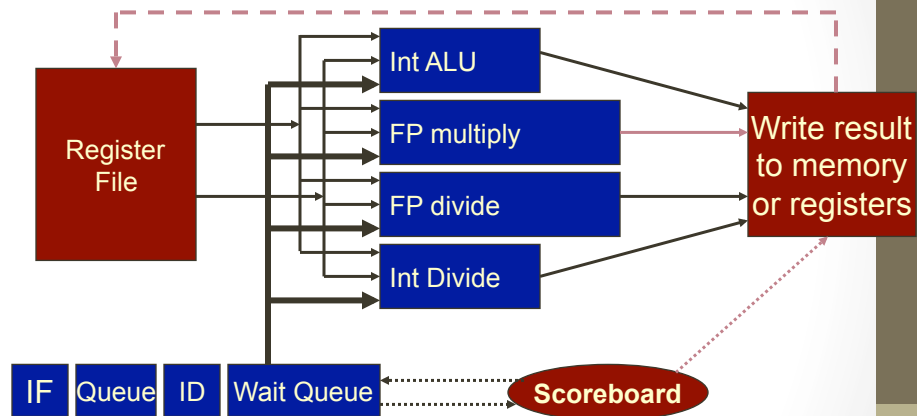 Register
File
Int ALU
FP multiply
FP divide
Int Divide
Write result
to memory
or registers
IF
Queue
ID
Wait Queue
Scoreboard